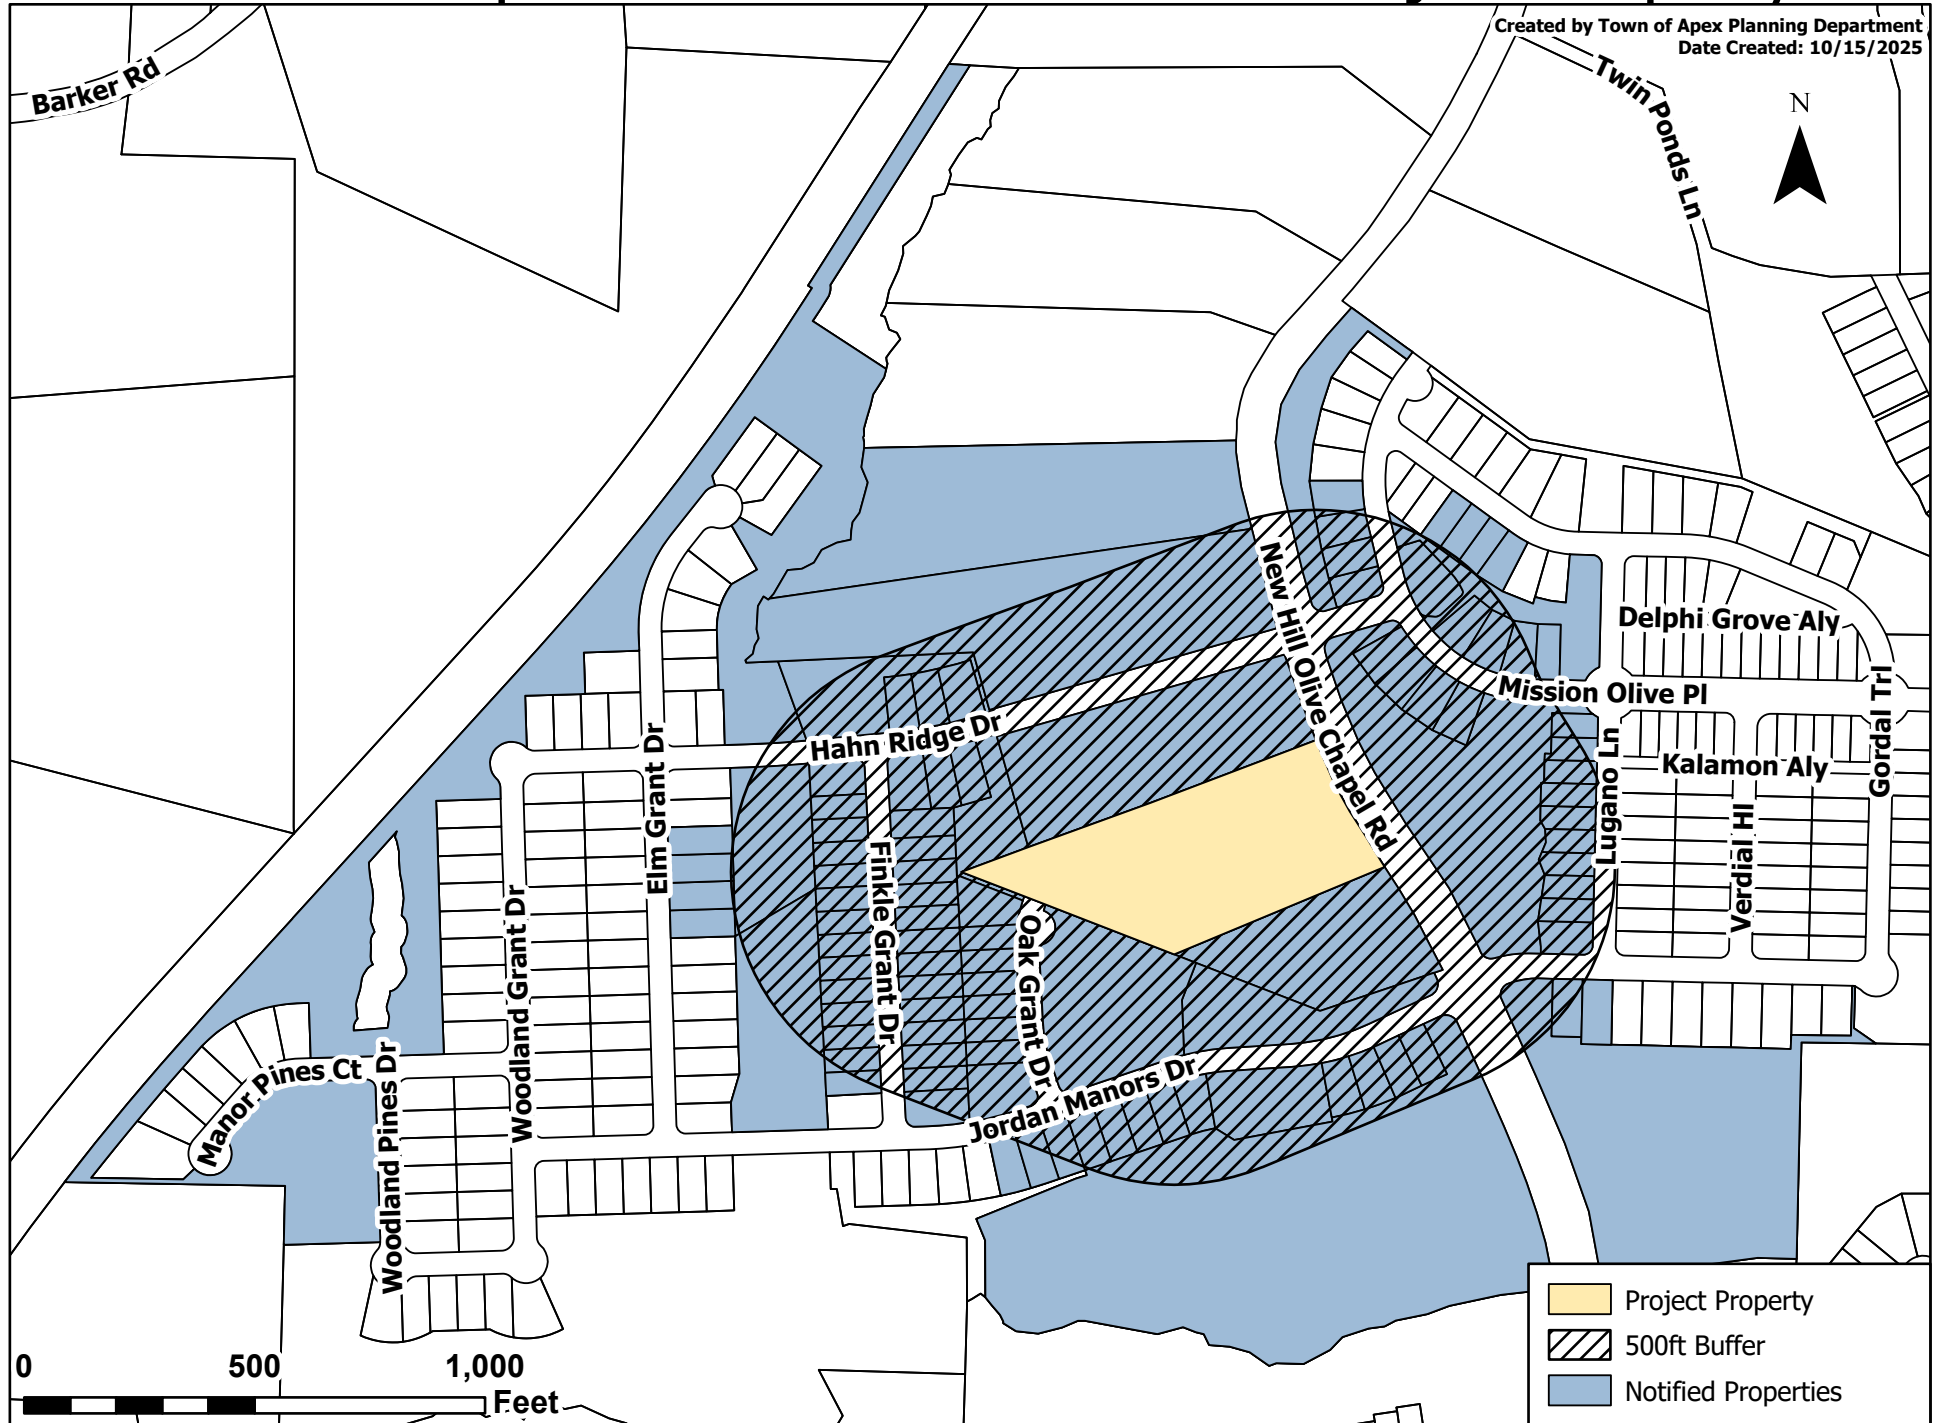 Created by Town of Apex Planning Department
Date Created: 10/15/2025
Barker Rd
Twin Ponds Ln
N
New Hill Olive Chapel Rd
Delphi Grove Aly
Mission Olive Pl
Gordal Trl
Hahn Ridge Dr
Kalamon Aly
Lugano Ln
Verdial Hl
Elm Grant Dr
Finkle Grant Dr
Oak Grant Dr
Woodland Grant Dr
Jordan Manors Dr
Manor Pines Ct
Woodland Pines Dr
0 500 1,000
Feet
Project Property
500ft Buffer
Notified Properties